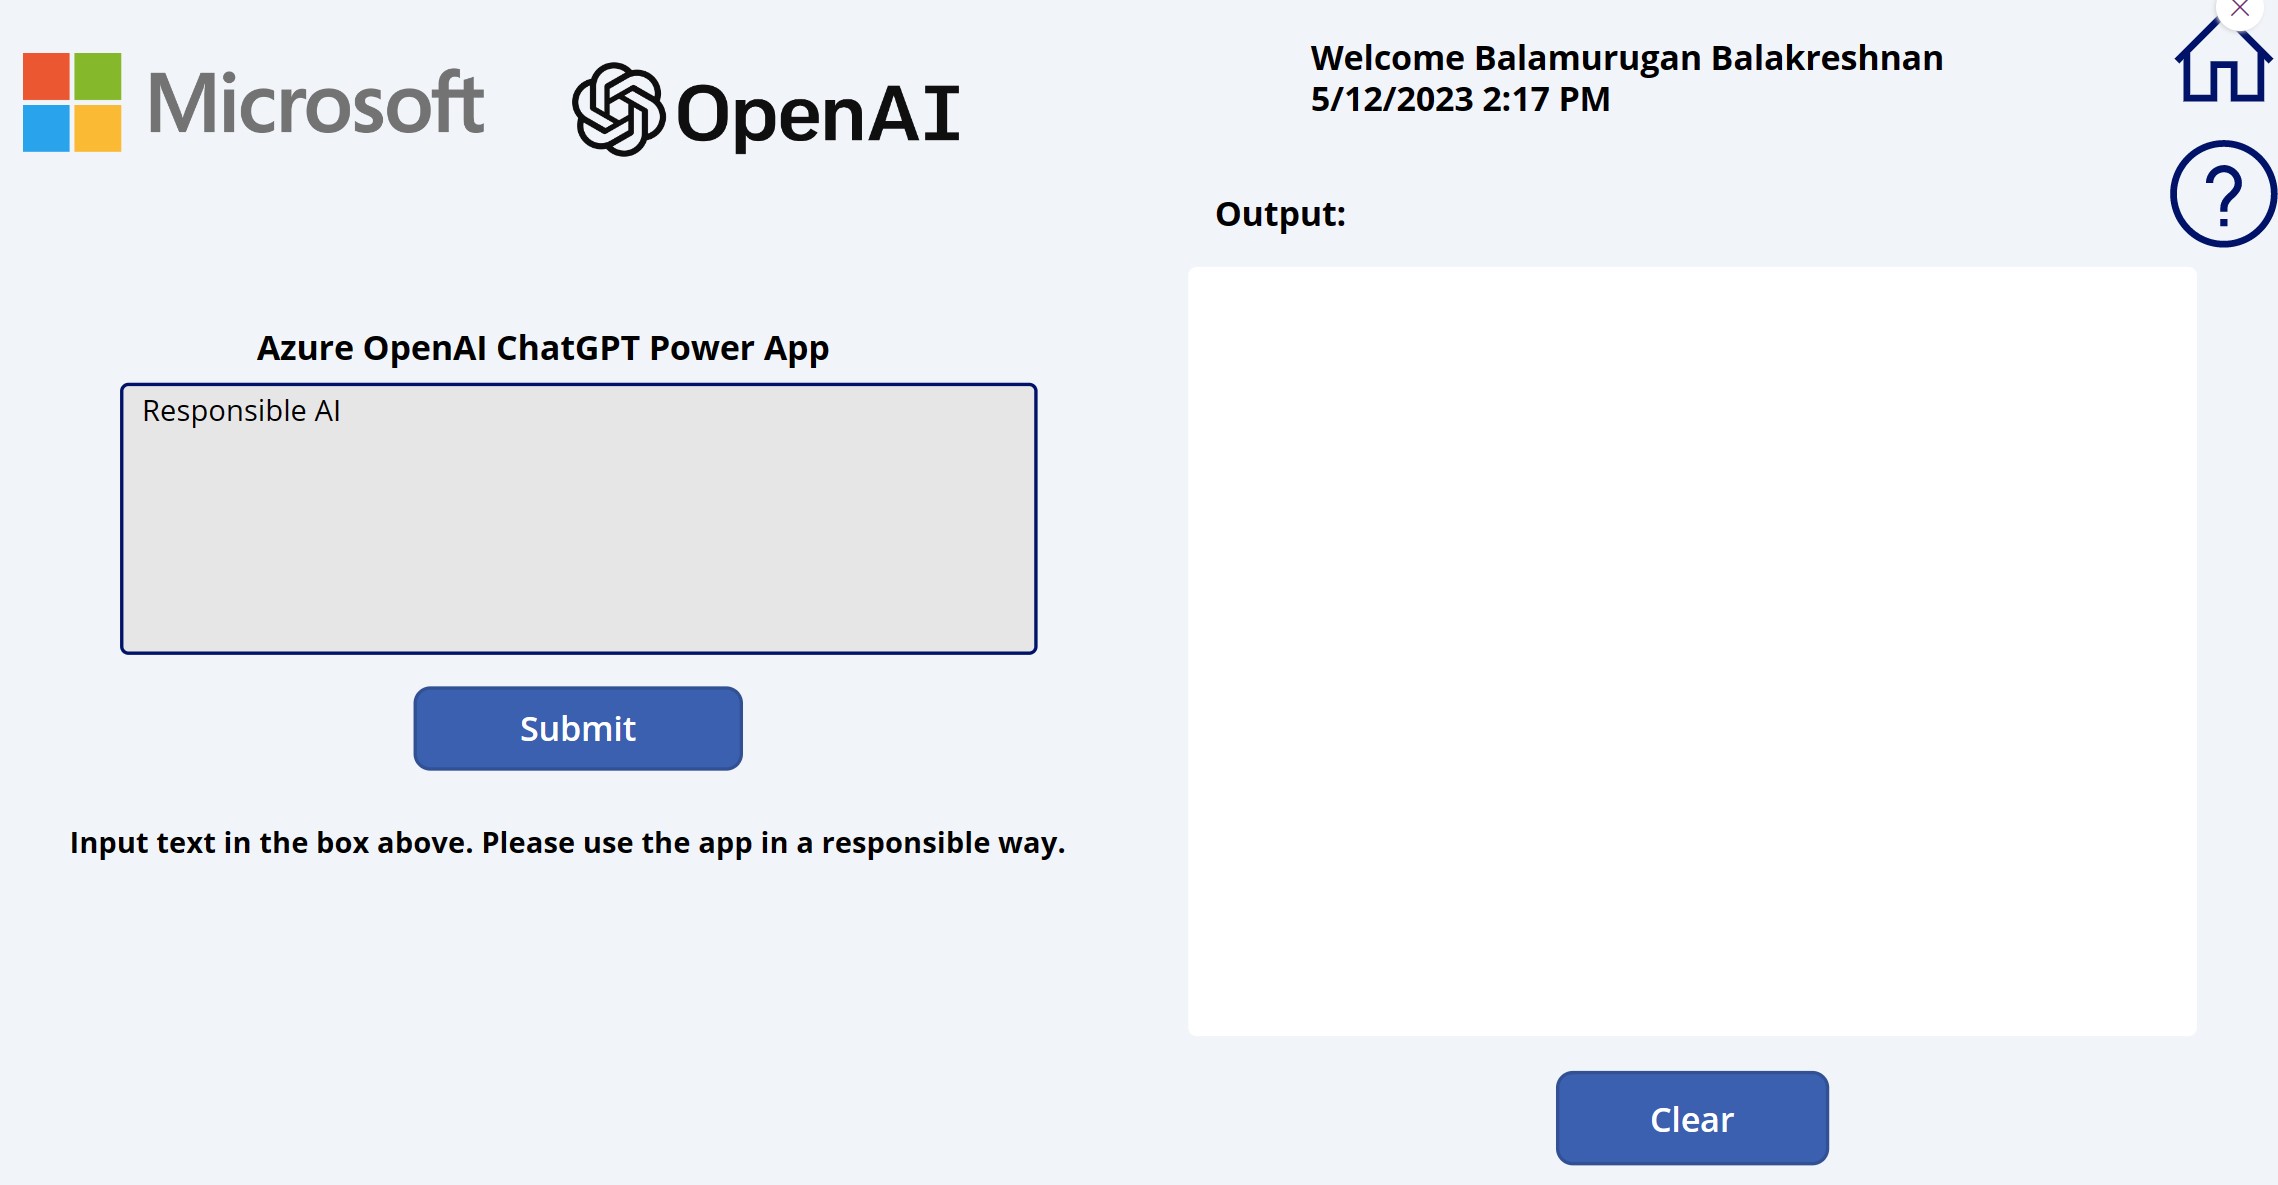 Microsoft
OpenAI
Welcome Balamurugan Balakreshnan
5/12/2023 2:17 PM
?
Output:
Azure OpenAI ChatGPT Power App
Responsible AI
Submit
Input text in the box above. Please use the app in a responsible way.
Clear